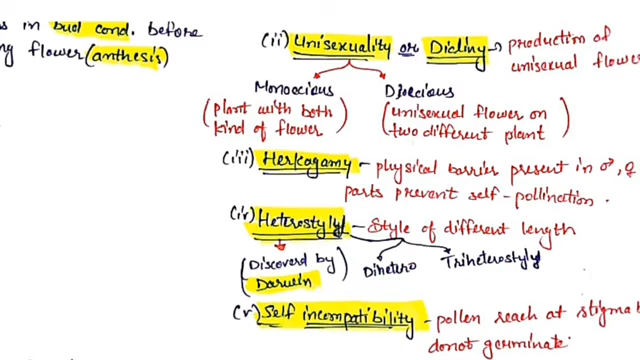 s in bud cond. before
ng flower (anthesis)
(ii) Unisexuality or Dicliny → production of
unisexual flower
Monoecious
(Plant with both
kind of flower)
Dioecious
(unisexual flower on
two different plant)
(iii) Herkogamy - physical barrier present in ♂, ♀
parts prevent self-pollination.
(iv) Heterostyly - Style of different length
(Discovered by
Darwin)
Dihetero
Triheterostyly
(v) Self incompatibility - pollen reach at stigma b
donot germinate.